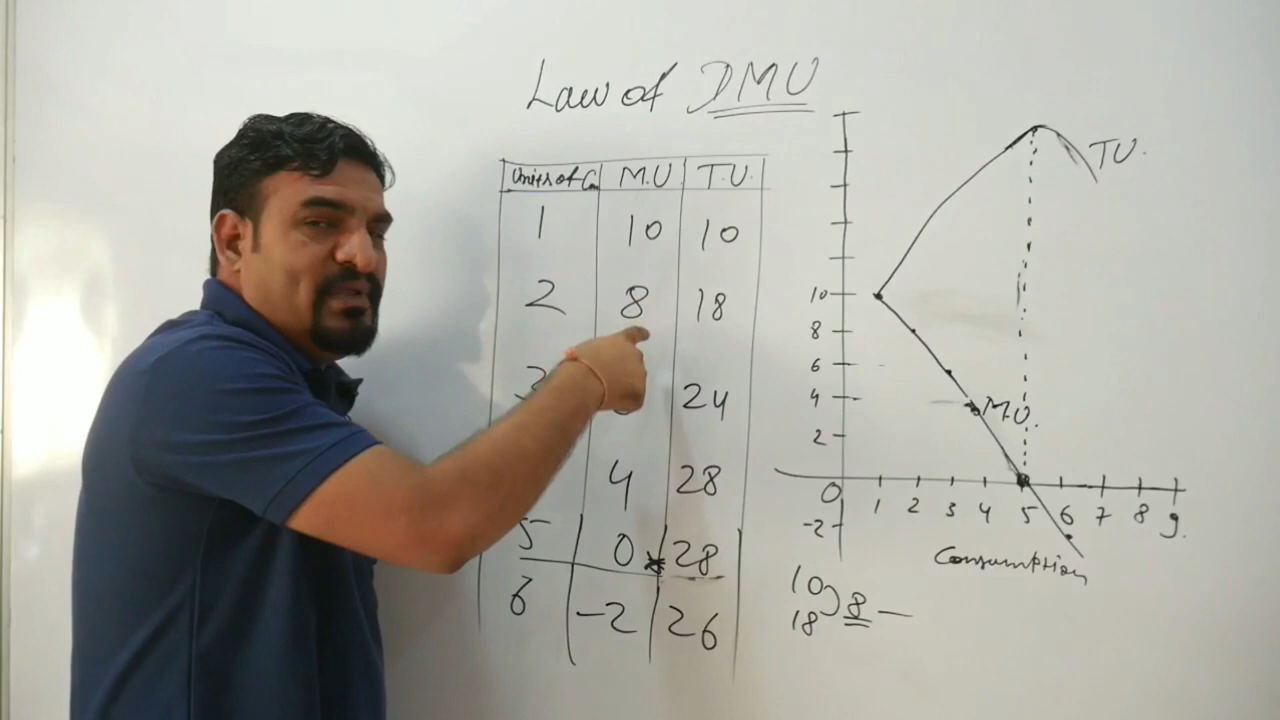 Law of DMU
Units of C M.U T.U.
1 10 10
2 8 18
3 24
4 28
5 0 28
6 -2 26
TU.
10
8
6
4
2
0
-2
M.U.
1 2 3 4 5 6 7 8 9.
Consumption
10
18
8 —